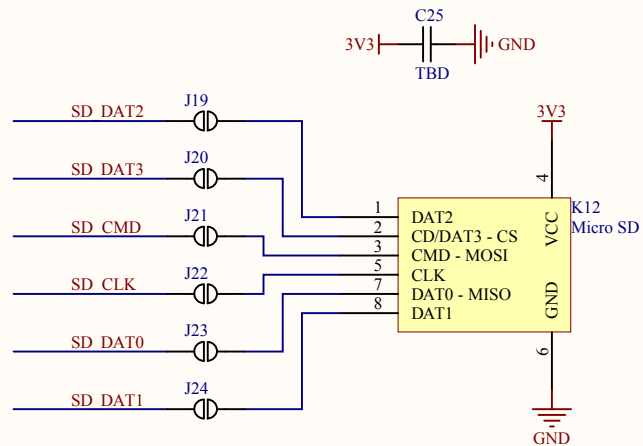 C25
3V3
GND
TBD
SD_DAT2
J19
3V3
SD_DAT3
J20
4
SD_CMD
J21
1
DAT2
VCC
K12
2
CD/DAT3 - CS
Micro SD
3
CMD - MOSI
SD_CLK
J22
5
CLK
7
DAT0 - MISO
GND
8
DAT1
SD_DAT0
J23
6
SD_DAT1
J24
GND